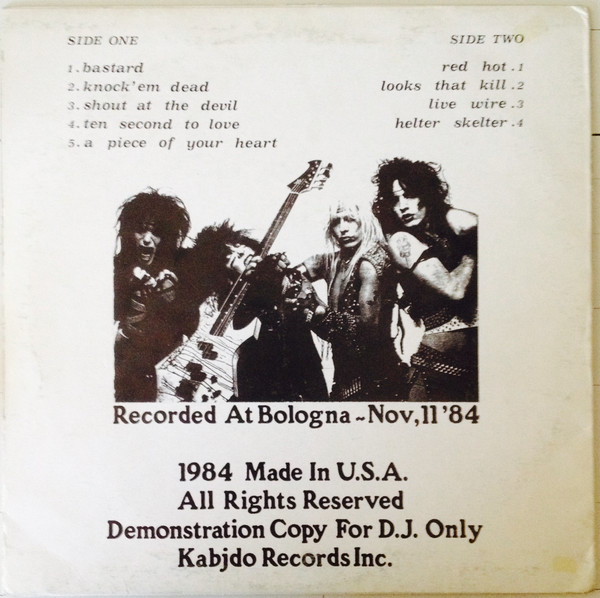 SIDE ONE
1. bastard
2. knock'em dead
3. shout at the devil
4. ten second to love
5. a piece of your heart
SIDE TWO
red hot .1
looks that kill .2
live wire .3
helter skelter .4
Recorded At Bologna ~ Nov, 11 '84
1984 Made In U.S.A.
All Rights Reserved
Demonstration Copy For D.J. Only
Kabjdo Records Inc.